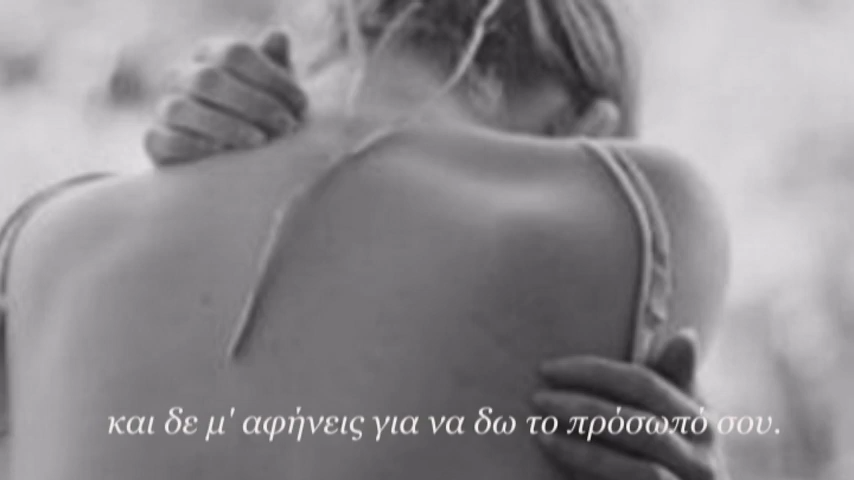 και δε μ' αφήνεις για να δω το πρόσωπό σου.